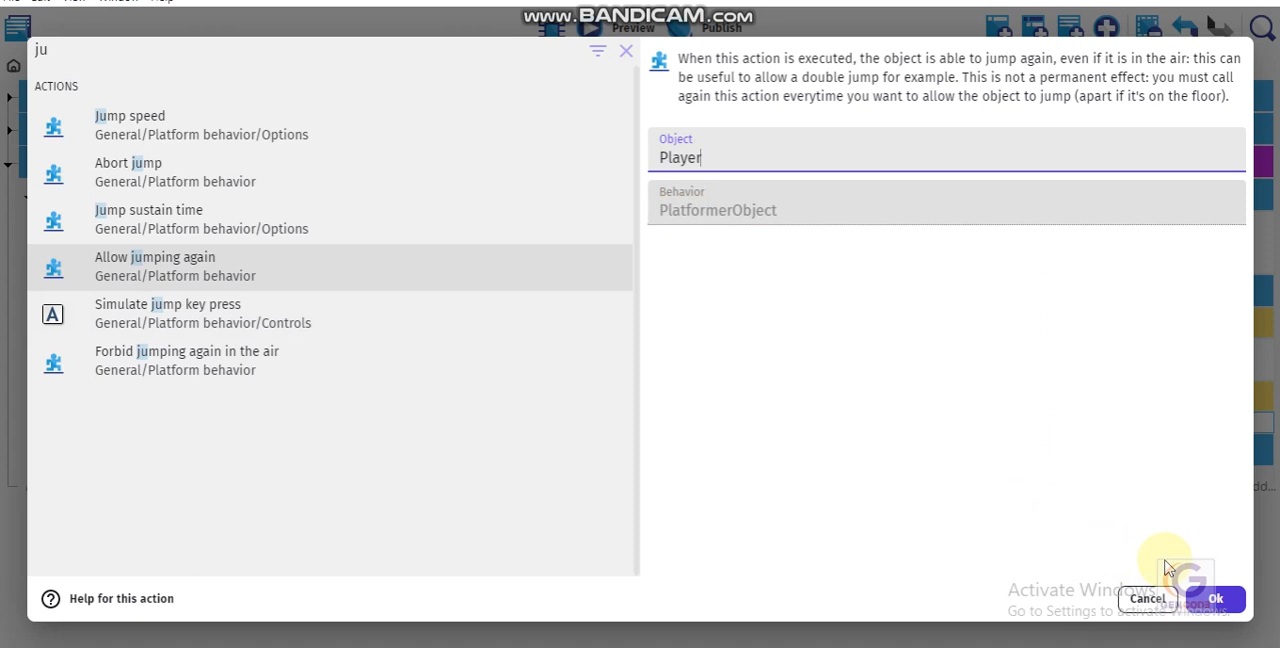 www.BANDICAM.com
Preview
Publish
ju
ACTIONS
Jump speed
General/Platform behavior/Options
Abort jump
General/Platform behavior
Jump sustain time
General/Platform behavior/Options
Allow jumping again
General/Platform behavior
Simulate jump key press
General/Platform behavior/Controls
Forbid jumping again in the air
General/Platform behavior
When this action is executed, the object is able to jump again, even if it is in the air: this can
be useful to allow a double jump for example. This is not a permanent effect: you must call
again this action everytime you want to allow the object to jump (apart if it's on the floor).
Object
Player
Behavior
PlatformerObject
Help for this action
Activate Windows
Go to Settings to activate Windows.
Cancel
Ok